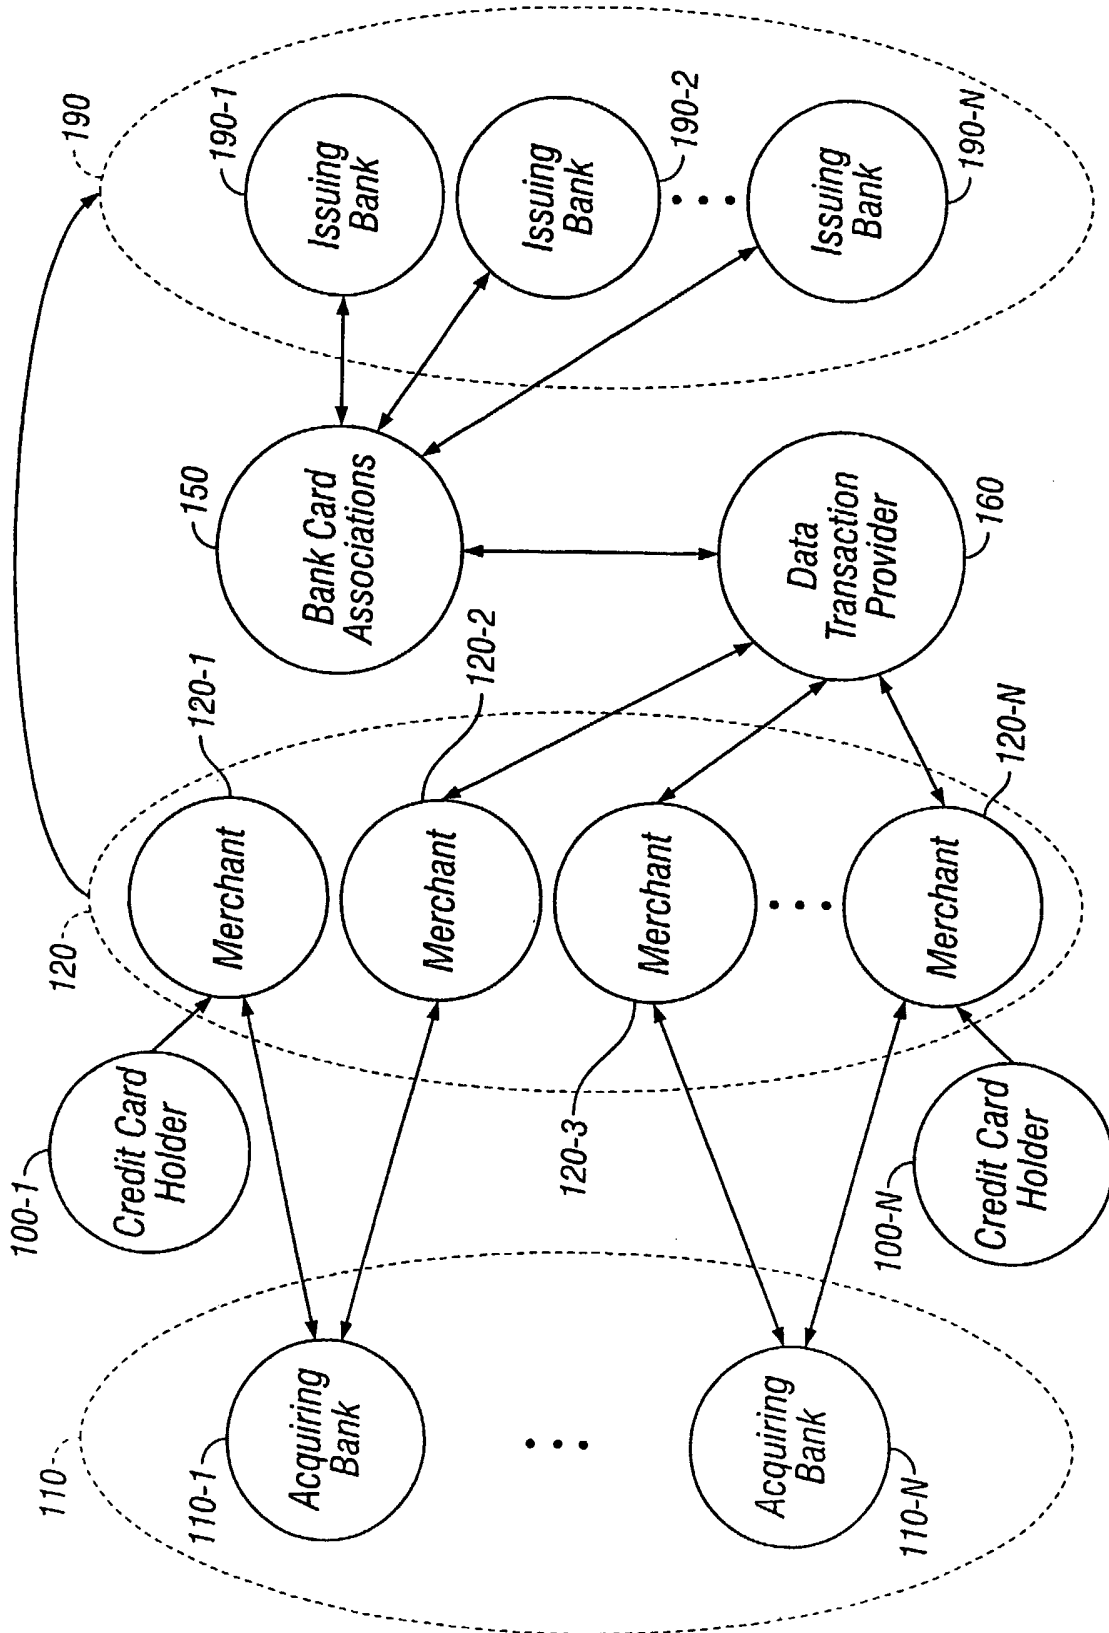 110
110-1
Acquiring
Bank
Acquiring
Bank
110-N
100-1
Credit Card
Holder
100-N
Credit Card
Holder
120
120-1
Merchant
120-2
Merchant
120-3
Merchant
120-N
Merchant
150
Bank Card
Associations
Data
Transaction
Provider
160
190
190-1
Issuing
Bank
190-2
Issuing
Bank
190-N
Issuing
Bank